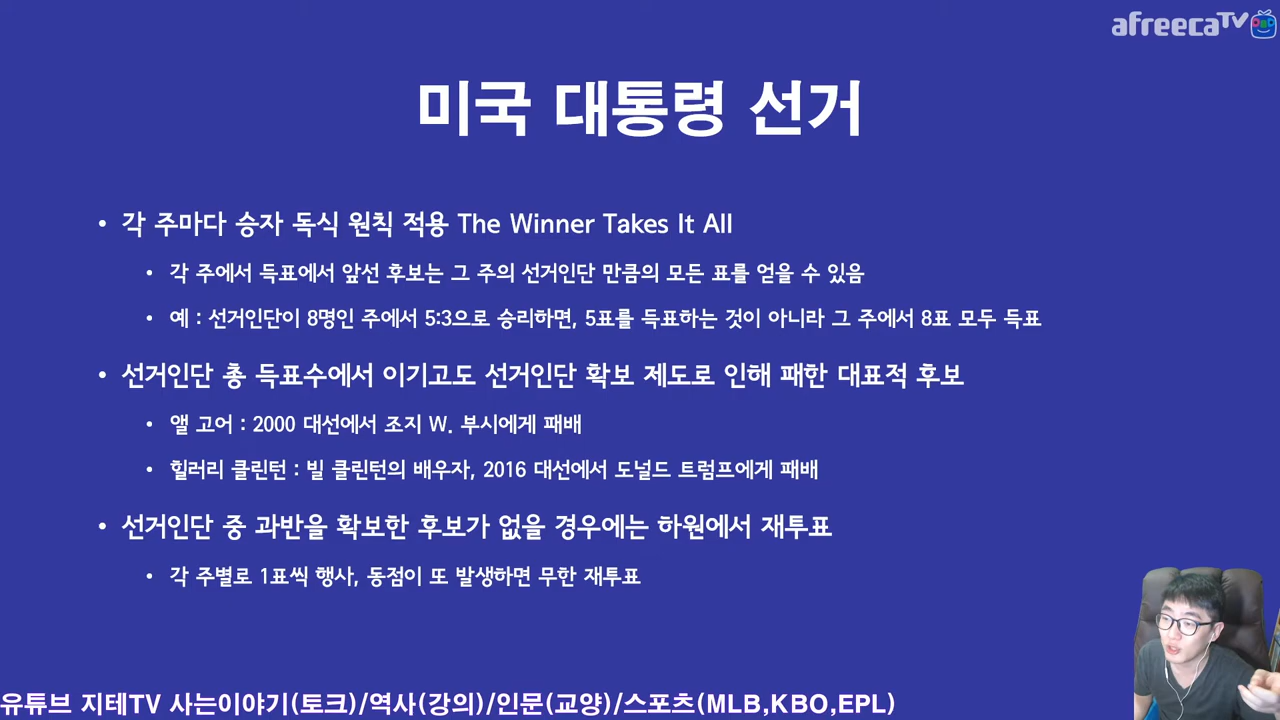 afreecaTV
미국 대통령 선거
• 각 주마다 승자 독식 원칙 적용 The Winner Takes It All
• 각 주에서 득표에서 앞선 후보는 그 주의 선거인단 만큼의 모든 표를 얻을 수 있음
• 예 : 선거인단이 8명인 주에서 5:3으로 승리하면, 5표를 득표하는 것이 아니라 그 주에서 8표 모두 득표
• 선거인단 총 득표수에서 이기고도 선거인단 확보 제도로 인해 패한 대표적 후보
• 앨 고어 : 2000 대선에서 조지 W. 부시에게 패배
• 힐러리 클린턴 : 빌 클린턴의 배우자, 2016 대선에서 도널드 트럼프에게 패배
• 선거인단 중 과반을 확보한 후보가 없을 경우에는 하원에서 재투표
• 각 주별로 1표씩 행사, 동점이 또 발생하면 무한 재투표
유튜브 지테TV 사는이야기(토크)/역사(강의)/인문(교양)/스포츠(MLB,KBO,EPL)